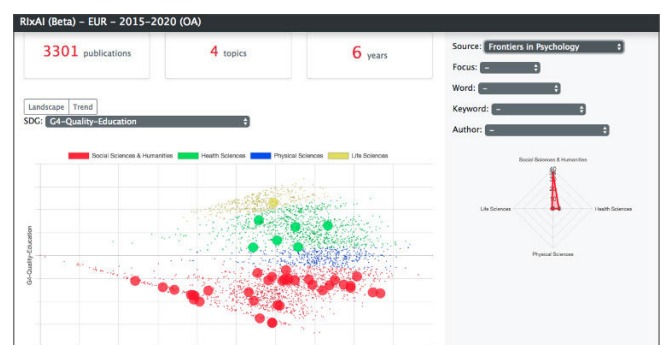 RIxAI (Beta) – EUR – 2015-2020 (OA)
3301 publications
4 topics
6 years
Source: Frontiers in Psychology
Focus: –
Word: –
Keyword: –
Author: –
Landscape Trend
SDG: G4-Quality-Education
Social Sciences & Humanities Health Sciences Physical Sciences Life Sciences
G4-Quality-Education
Social Sciences & Humanities
Life Sciences
Health Sciences
Physical Sciences